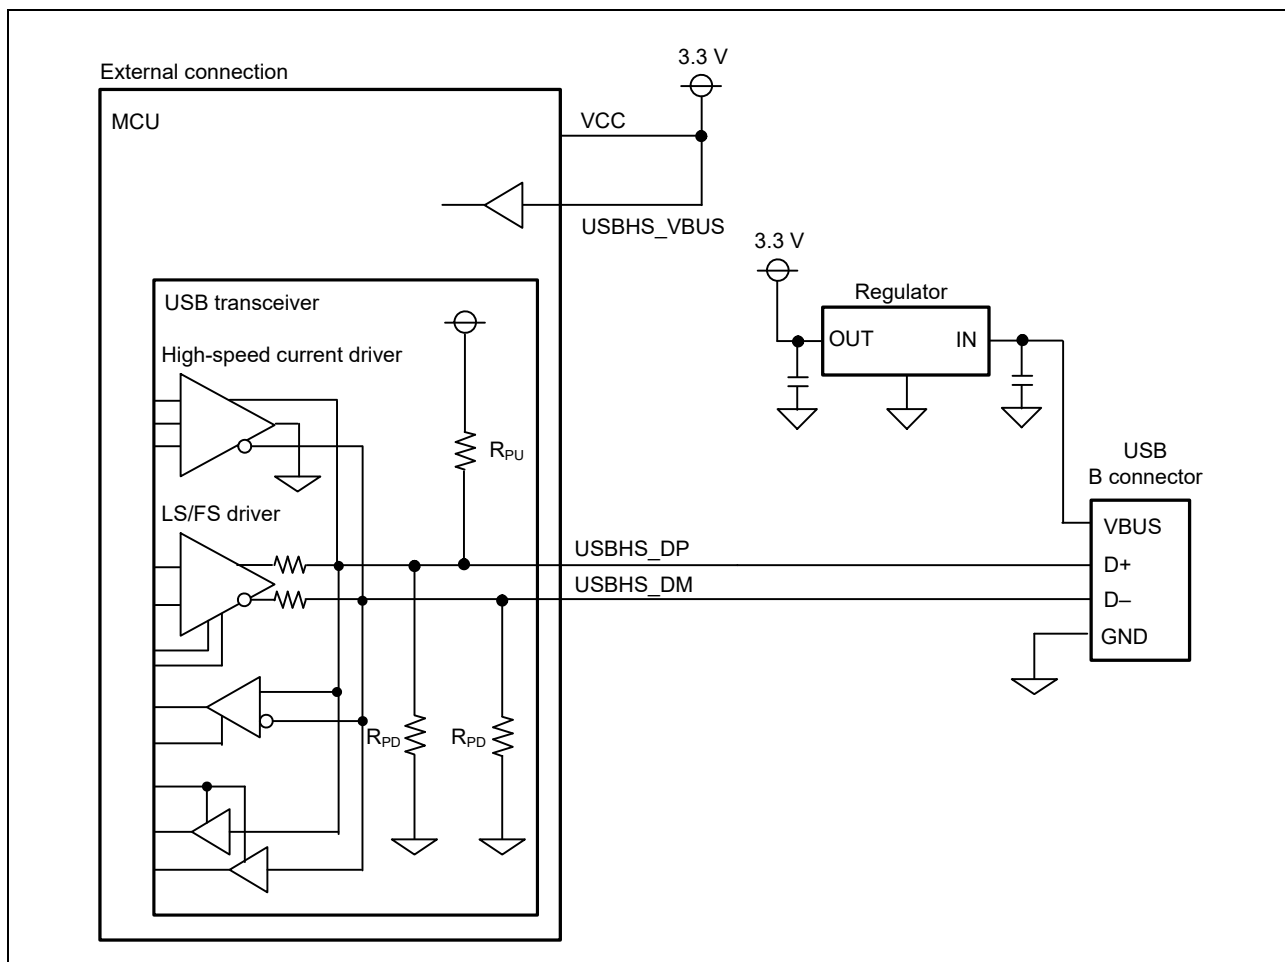 External connection
3.3 V
MCU
VCC
USBHS_VBUS
3.3 V
Regulator
OUT
IN
USB transceiver
High-speed current driver
RPU
USB
B connector
LS/FS driver
VBUS
USBHS_DP
D+
USBHS_DM
D–
GND
RPD
RPD